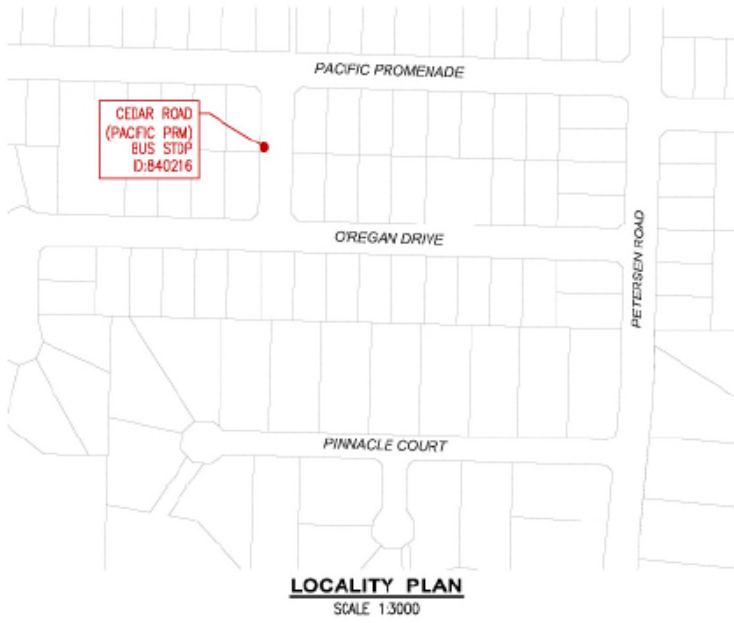 PACIFIC PROMENADE
CEDAR ROAD
(PACIFIC PRM)
BUS STOP
ID:840216
O'REGAN DRIVE
PETERSEN ROAD
PINNACLE COURT
LOCALITY PLAN
SCALE 1:3000